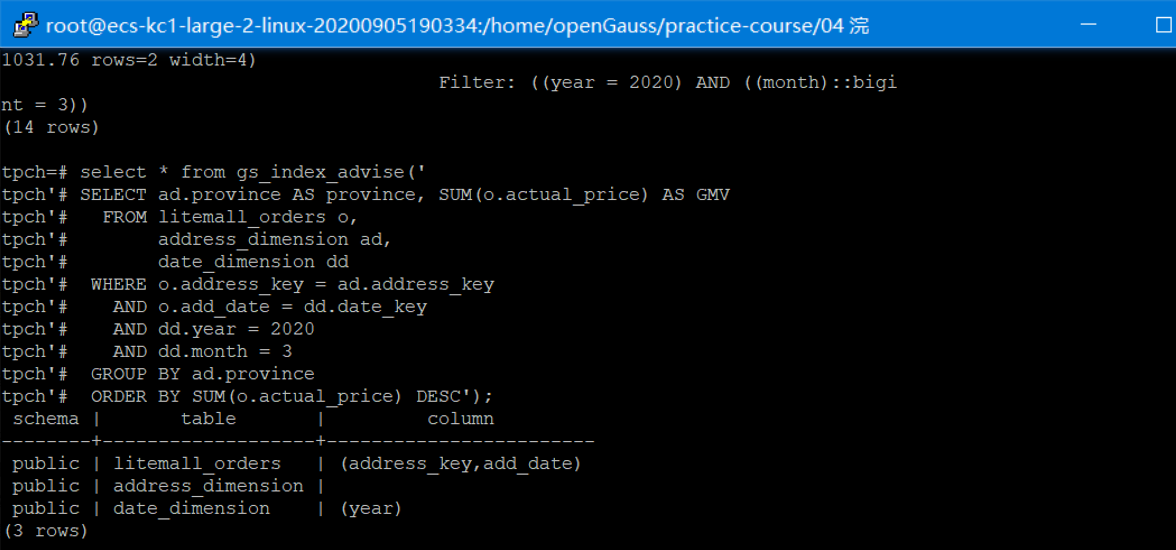 root@ecs-kc1-large-2-linux-20200905190334:/home/openGauss/practice-course/04 浣
1031.76 rows=2 width=4)
                                       Filter: ((year = 2020) AND ((month)::bigi
nt = 3))
(14 rows)

tpch=# select * from gs_index_advise('
tpch'# SELECT ad.province AS province, SUM(o.actual_price) AS GMV
tpch'#   FROM litemall_orders o,
tpch'#        address_dimension ad,
tpch'#        date_dimension dd
tpch'#  WHERE o.address_key = ad.address_key
tpch'#    AND o.add_date = dd.date_key
tpch'#    AND dd.year = 2020
tpch'#    AND dd.month = 3
tpch'#  GROUP BY ad.province
tpch'#  ORDER BY SUM(o.actual_price) DESC');
 schema |       table       |         column
--------+-------------------+------------------------
 public | litemall_orders   | (address_key,add_date)
 public | address_dimension |
 public | date_dimension    | (year)
(3 rows)